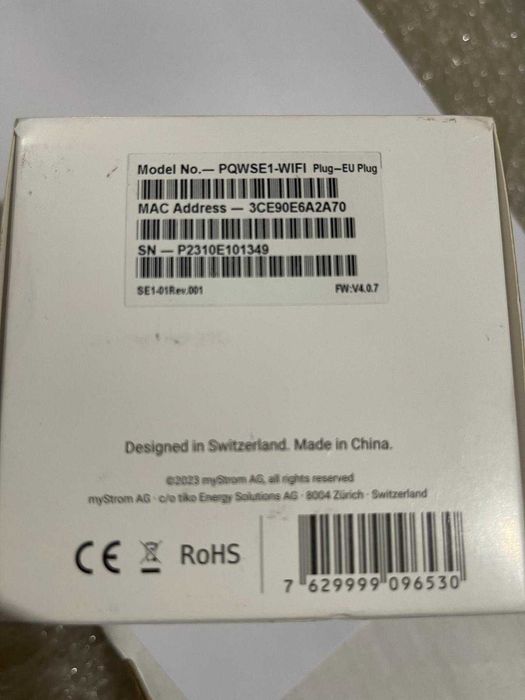 Model No.— PQWSE1-WIFI Plug–EU Plug
MAC Address — 3CE90E6A2A70
SN — P2310E101349
SE1-01Rev.001 FW:V4.0.7
Designed in Switzerland. Made in China.
©2023 myStrom AG, all rights reserved
myStrom AG · c/o tiko Energy Solutions AG · 8004 Zürich · Switzerland
CE RoHS
7 629999 096530